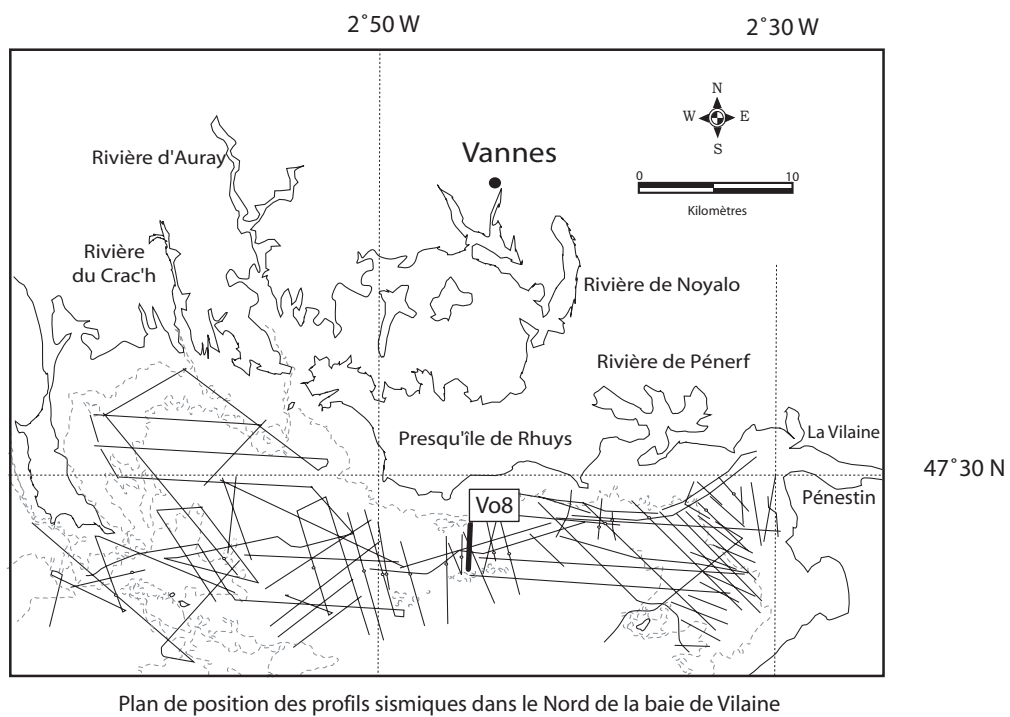 2°50 W
2°30 W
N
W E
S
Rivière d'Auray
Vannes
0 10
Kilomètres
Rivière
du Crac'h
Rivière de Noyalo
Rivière de Pénerf
Presqu'île de Rhuys
La Vilaine
47°30 N
Pénestin
Vo8
Plan de position des profils sismiques dans le Nord de la baie de Vilaine